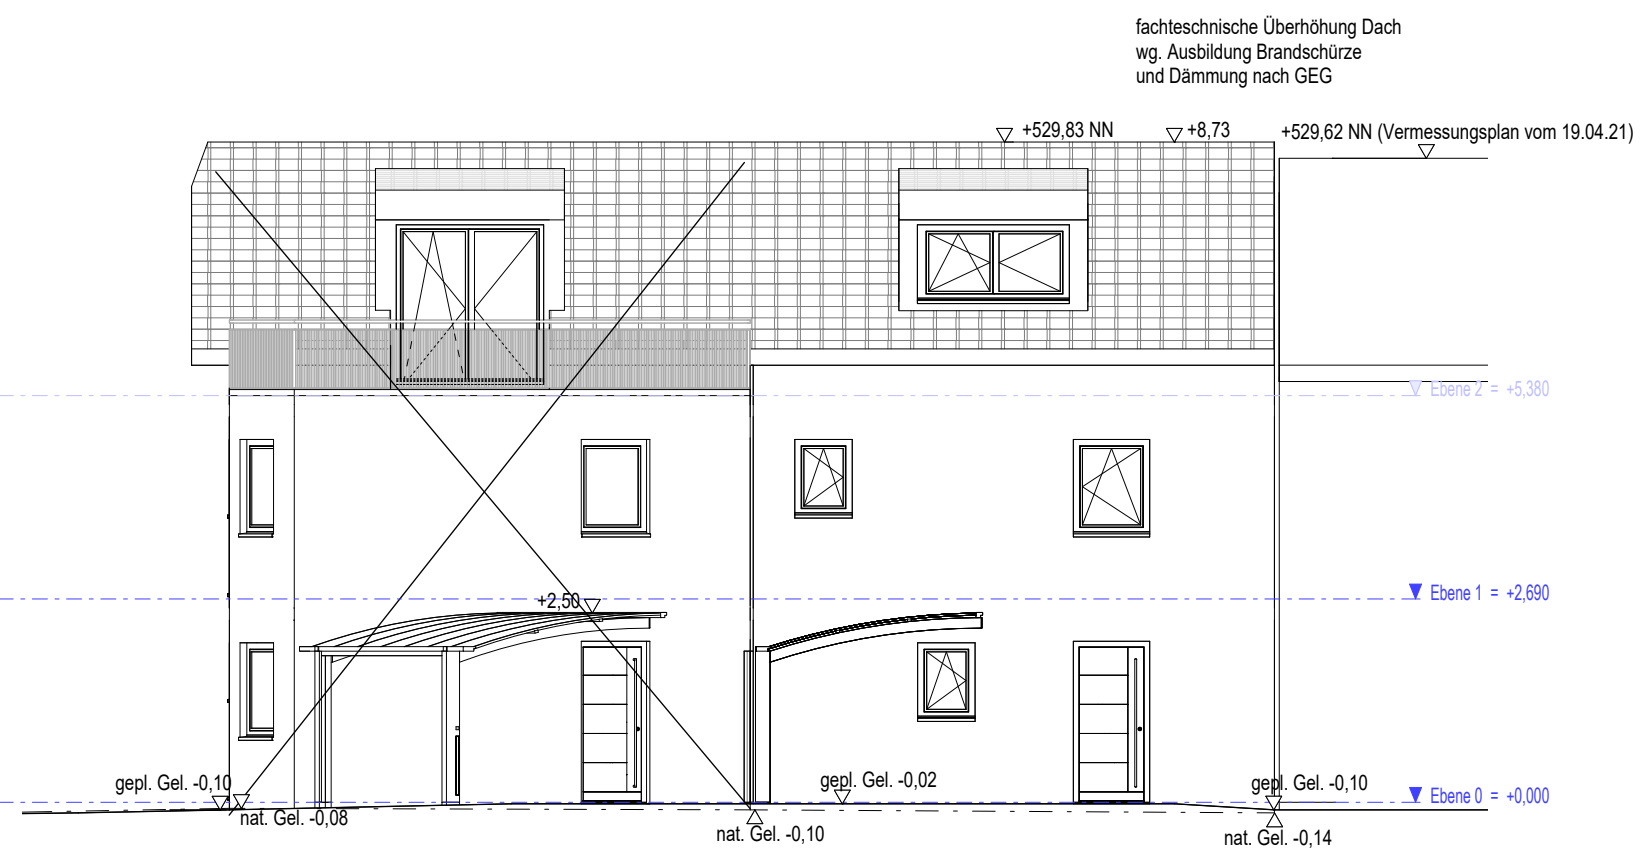 fachteschnische Überhöhung Dach
wg. Ausbildung Brandschürze
und Dämmung nach GEG
+529,83 NN
+8,73
+529,62 NN (Vermessungsplan vom 19.04.21)
Ebene 2 = +5,380
Ebene 1 = +2,690
+2,50
gepl. Gel. -0,10
gepl. Gel. -0,02
gepl. Gel. -0,10
Ebene 0 = +0,000
nat. Gel. -0,08
nat. Gel. -0,10
nat. Gel. -0,14